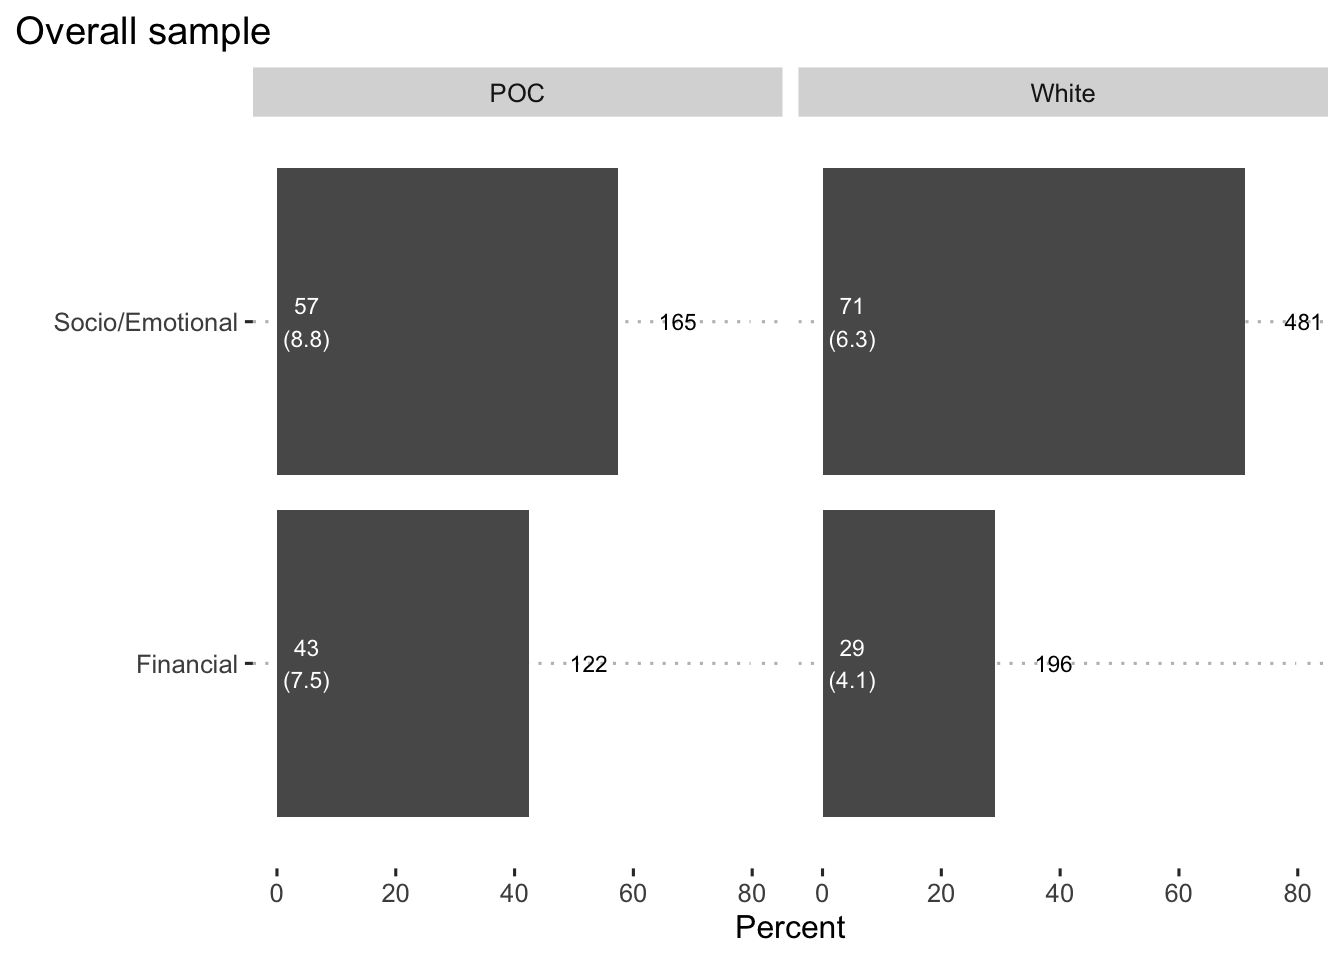 Overall sample
POC
White
Socio/Emotional
57
(8.8)
165
71
(6.3)
481
Financial
43
(7.5)
122
29
(4.1)
196
0 20 40 60 80
0 20 40 60 80
Percent